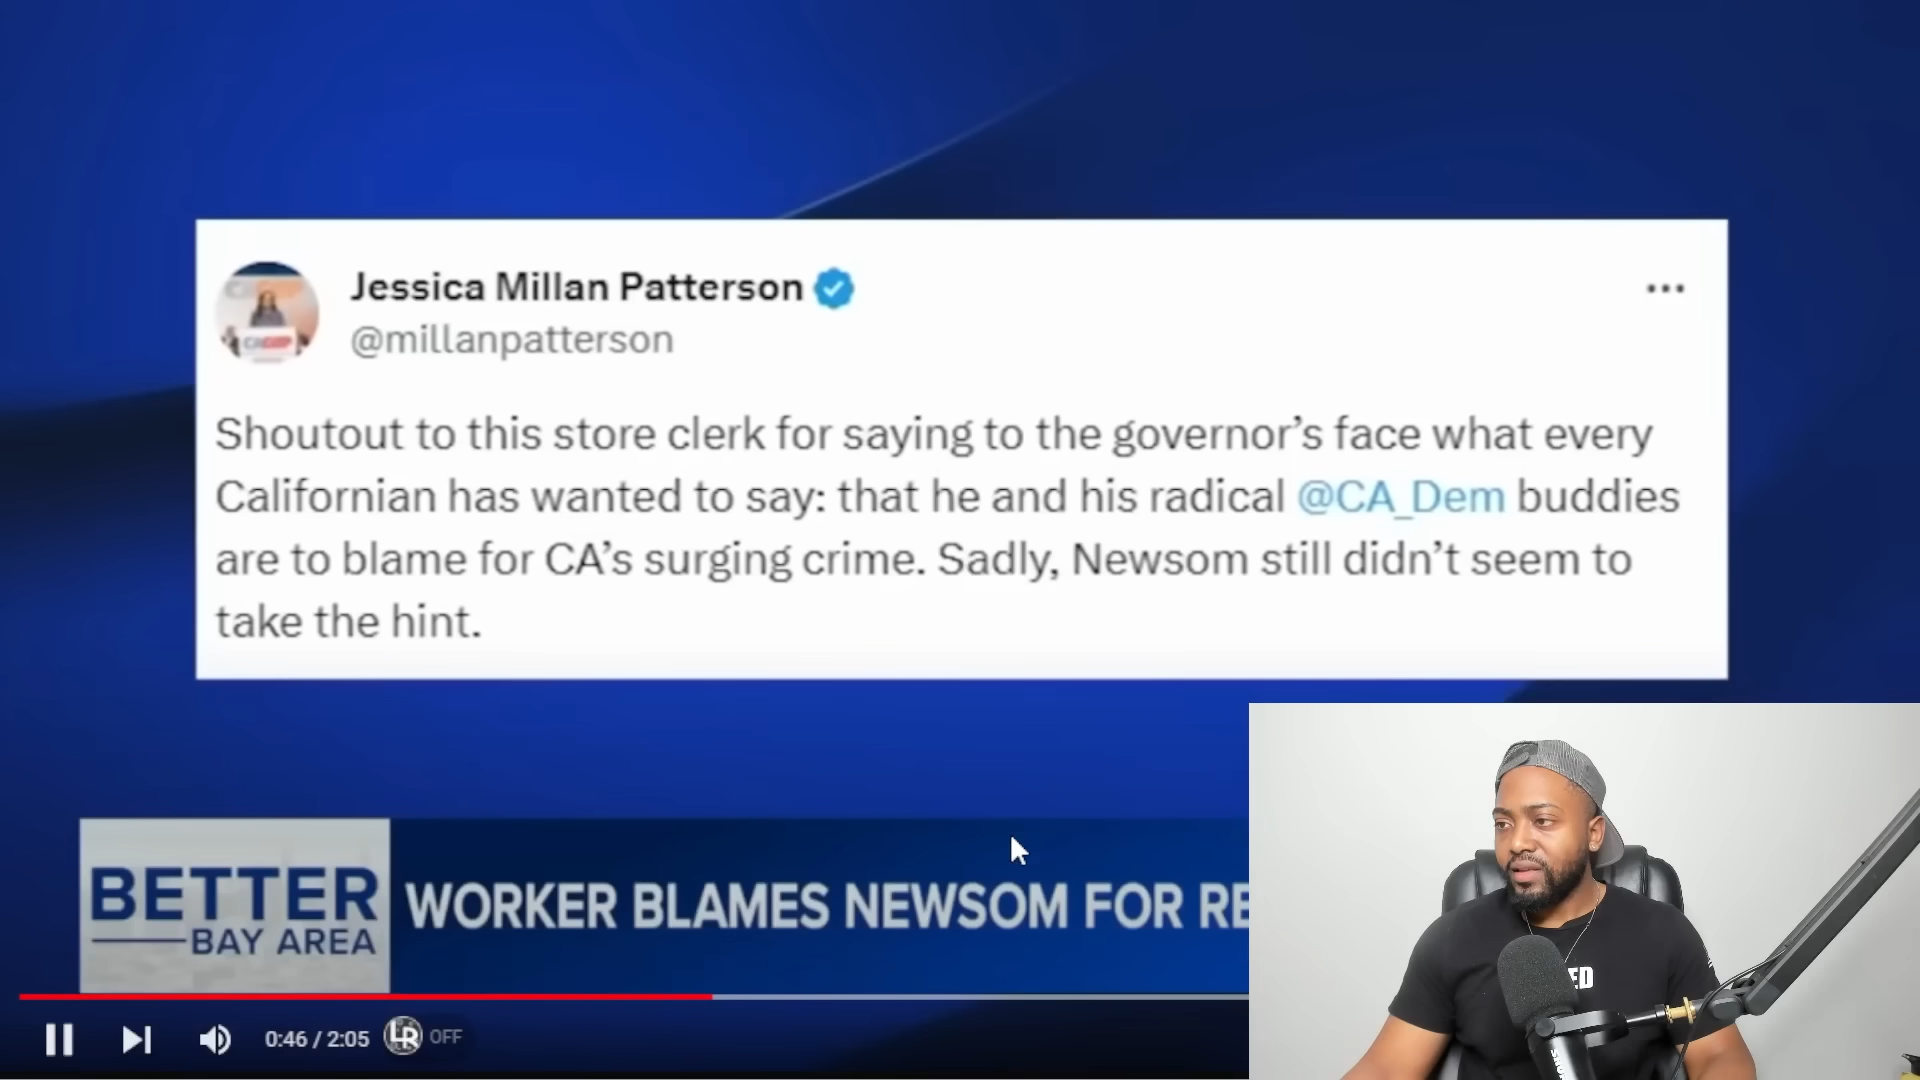 Jessica Millan Patterson
@millanpatterson
Shoutout to this store clerk for saying to the governor’s face what every
Californian has wanted to say: that he and his radical @CA_Dem buddies
are to blame for CA’s surging crime. Sadly, Newsom still didn’t seem to
take the hint.
BETTER
BAY AREA
WORKER BLAMES NEWSOM FOR RE
ED
0:46 / 2:05
LR
OFF